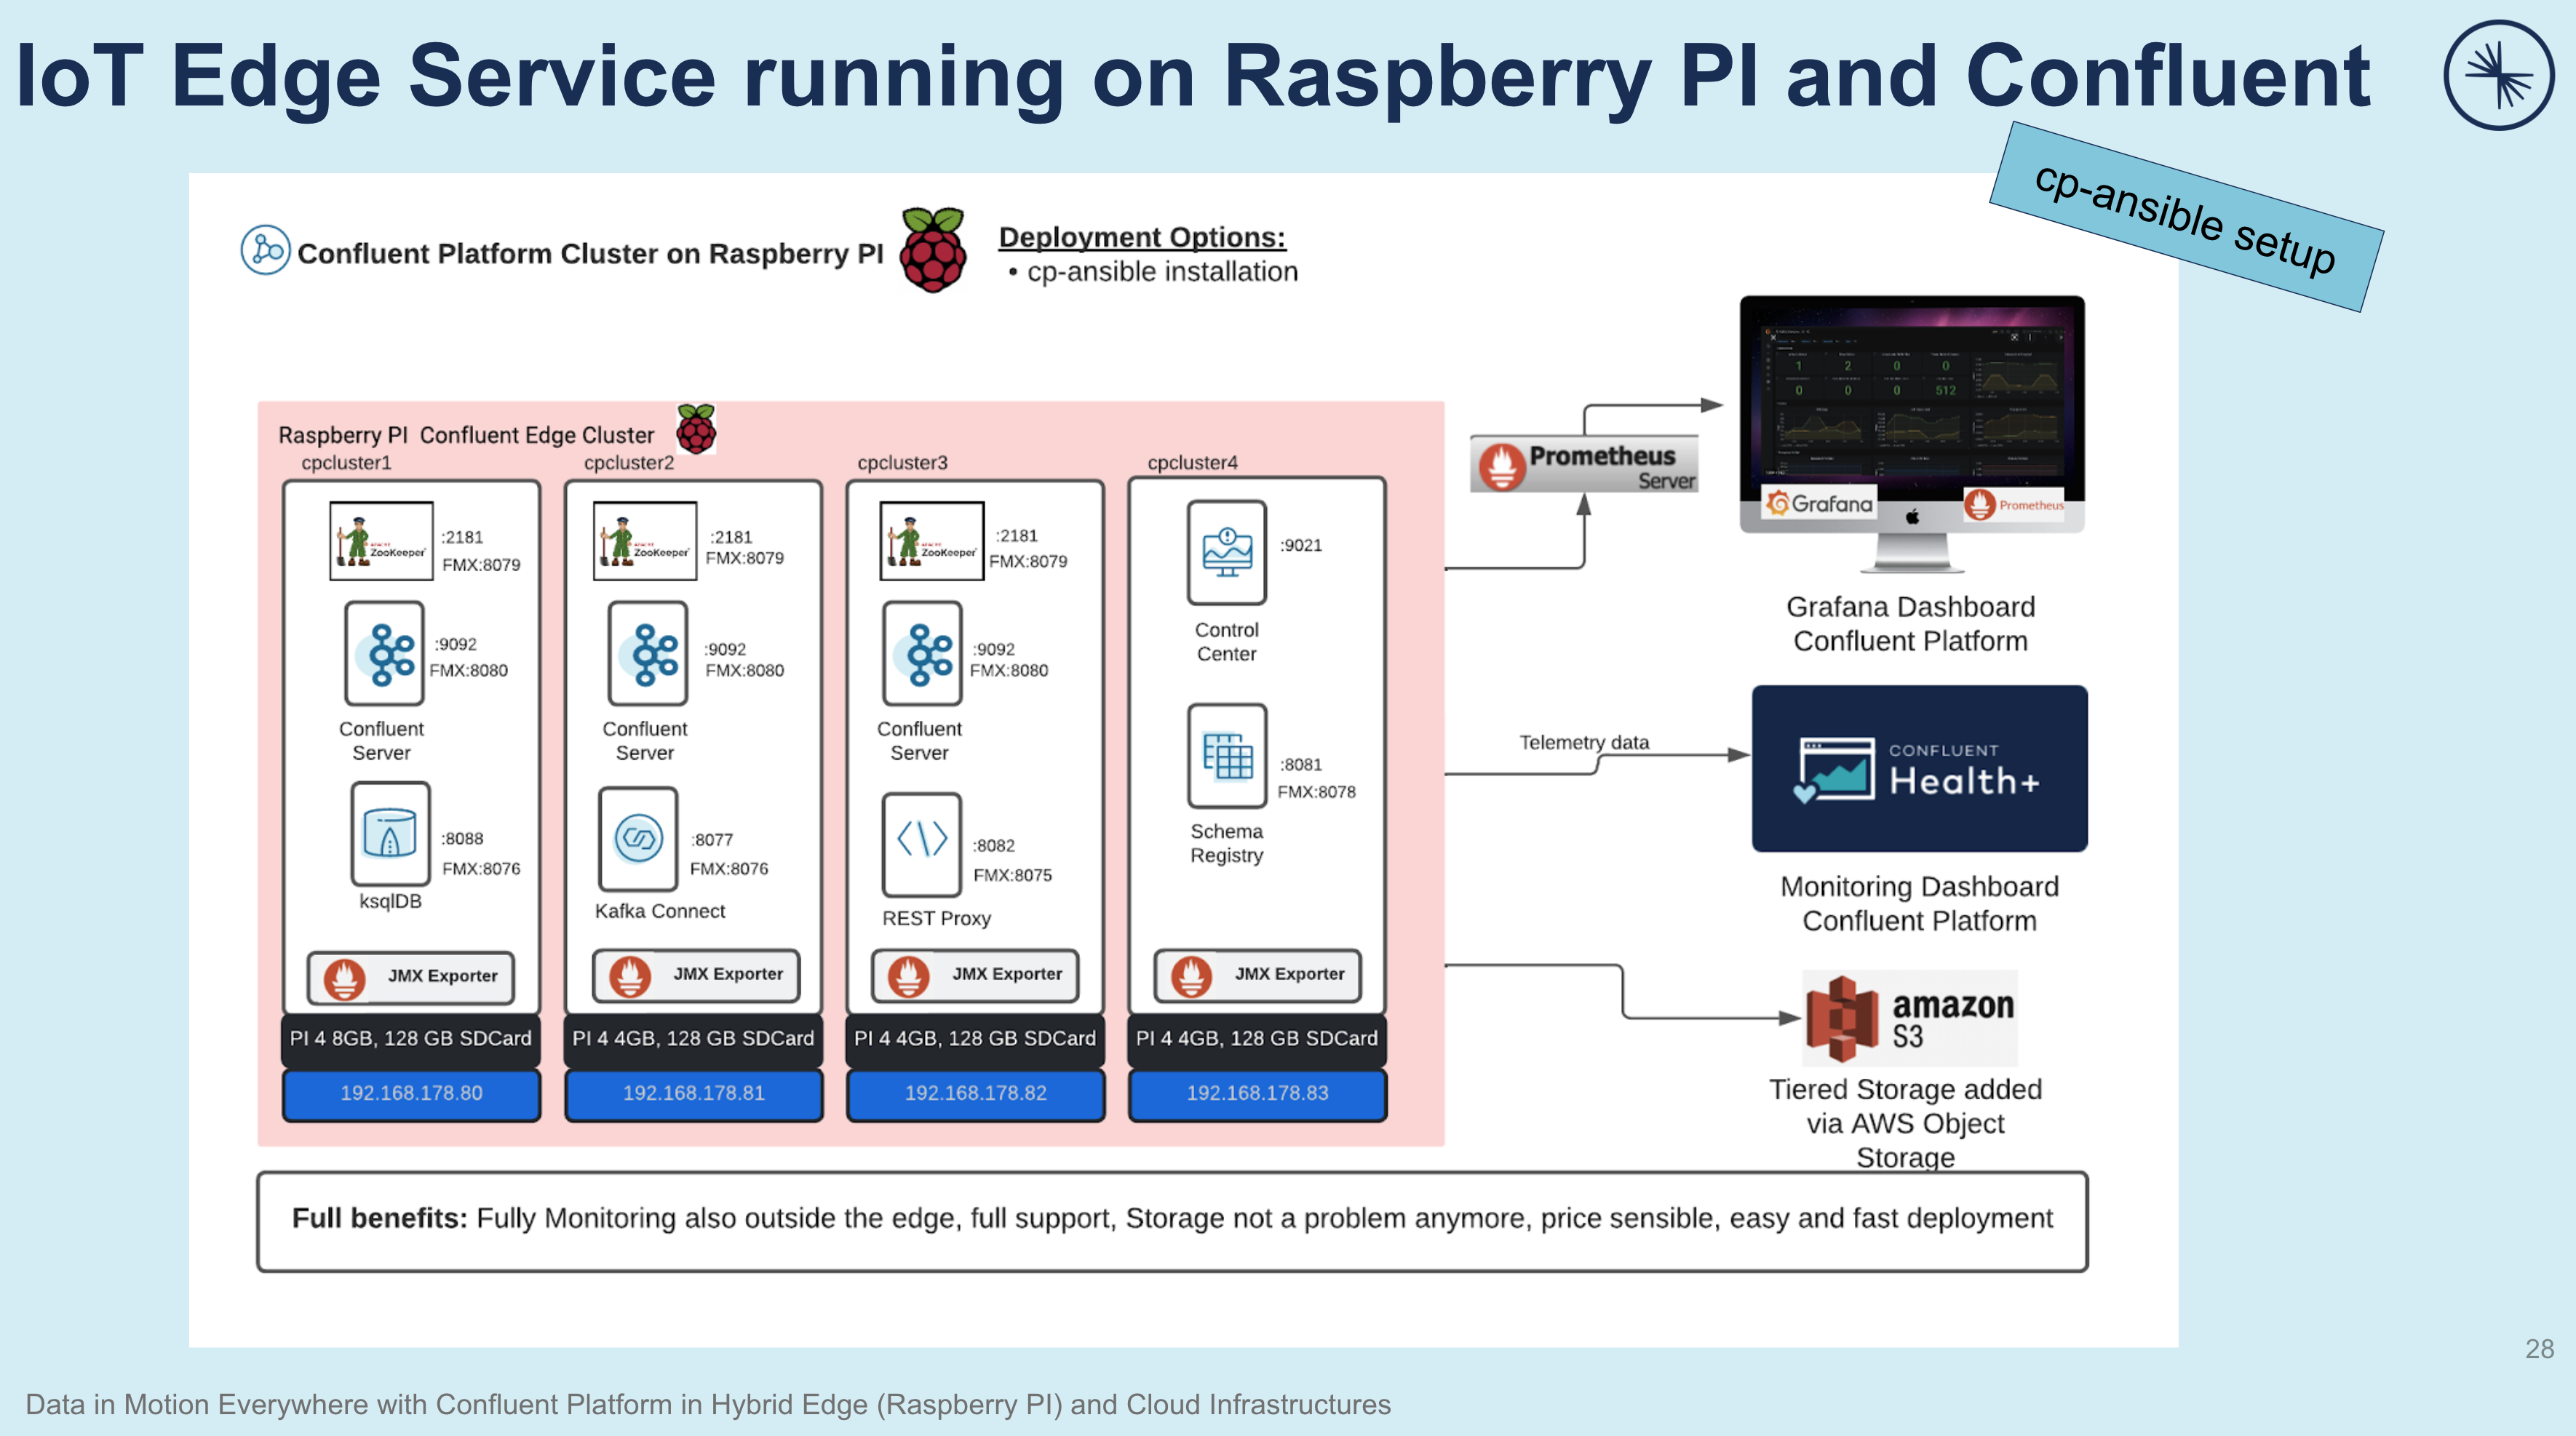 IoT Edge Service running on Raspberry PI and Confluent
cp-ansible setup
Confluent Platform Cluster on Raspberry PI
Deployment Options:
• cp-ansible installation
Raspberry PI Confluent Edge Cluster
cpcluster1
:2181
FMX:8079
ZooKeeper
:9092
FMX:8080
Confluent
Server
:8088
FMX:8076
ksqlDB
JMX Exporter
PI 4 8GB, 128 GB SDCard
192.168.178.80
cpcluster2
:2181
FMX:8079
ZooKeeper
:9092
FMX:8080
Confluent
Server
:8077
FMX:8076
Kafka Connect
JMX Exporter
PI 4 4GB, 128 GB SDCard
192.168.178.81
cpcluster3
:2181
FMX:8079
ZooKeeper
:9092
FMX:8080
Confluent
Server
:8082
FMX:8075
REST Proxy
JMX Exporter
PI 4 4GB, 128 GB SDCard
192.168.178.82
cpcluster4
:9021
Control
Center
:8081
FMX:8078
Schema
Registry
JMX Exporter
PI 4 4GB, 128 GB SDCard
192.168.178.83
Prometheus
Server
1 2 0 0
0 0 0 512
Grafana
Prometheus
Grafana Dashboard
Confluent Platform
Telemetry data
CONFLUENT
Health+
Monitoring Dashboard
Confluent Platform
amazon
S3
Tiered Storage added
via AWS Object
Storage
Full benefits: Fully Monitoring also outside the edge, full support, Storage not a problem anymore, price sensible, easy and fast deployment
28
Data in Motion Everywhere with Confluent Platform in Hybrid Edge (Raspberry PI) and Cloud Infrastructures